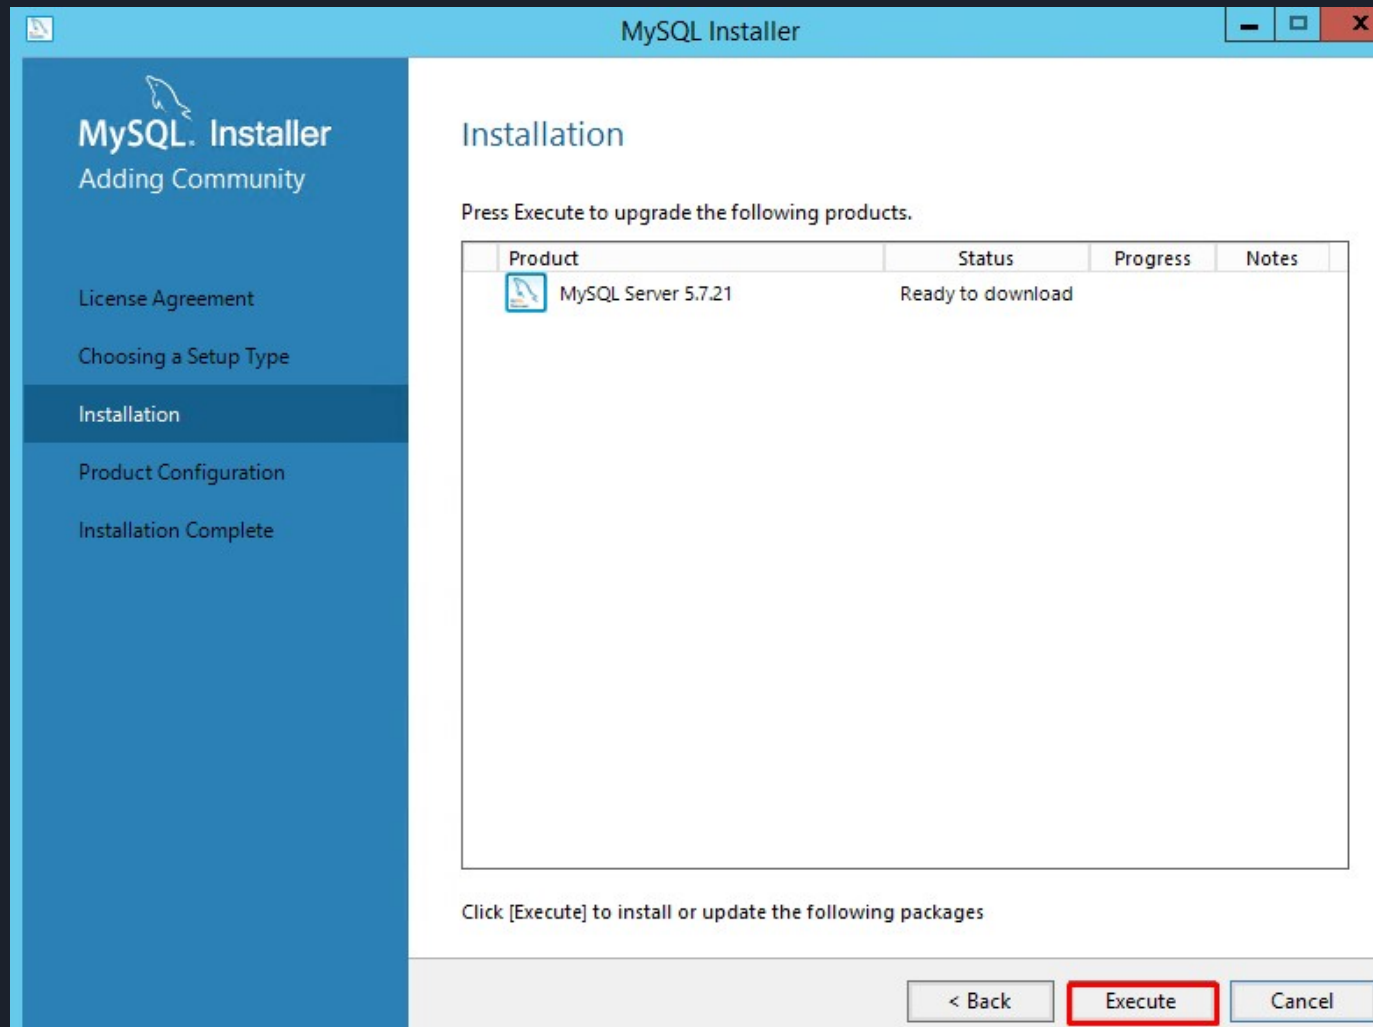 MySQL Installer
MySQL. Installer
Adding Community
License Agreement
Choosing a Setup Type
Installation
Product Configuration
Installation Complete
Installation
Press Execute to upgrade the following products.
Product Status Progress Notes
MySQL Server 5.7.21 Ready to download
Click [Execute] to install or update the following packages
< Back Execute Cancel